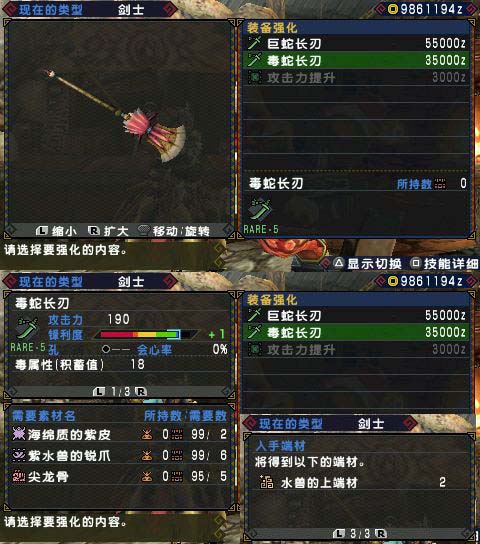 现在的类型 剑士
9861194z
装备强化
巨蛇长刃 55000z
毒蛇长刃 35000z
攻击力提升 3000z
毒蛇长刃 所持数 0
RARE-5
L 缩小 R 扩大 移动/旋转
请选择要强化的内容。
△显示切换 □技能详细
现在的类型 剑士
9861194z
毒蛇长刃
攻击力 190
锋利度 +1
RARE-5
孔 ○-- 会心率 0%
毒属性(积蓄值) 18
L 1/3 R
装备强化
巨蛇长刃 55000z
毒蛇长刃 35000z
攻击力提升 3000z
需要素材名 所持数/需要数
海绵质的紫皮 0 99/ 2
紫水兽的锐爪 0 99/ 6
尖龙骨 0 95/ 5
请选择要强化的内容。
现在的类型 剑士
入手端材
将得到以下的端材。
水兽的上端材 2
L 3/3 R